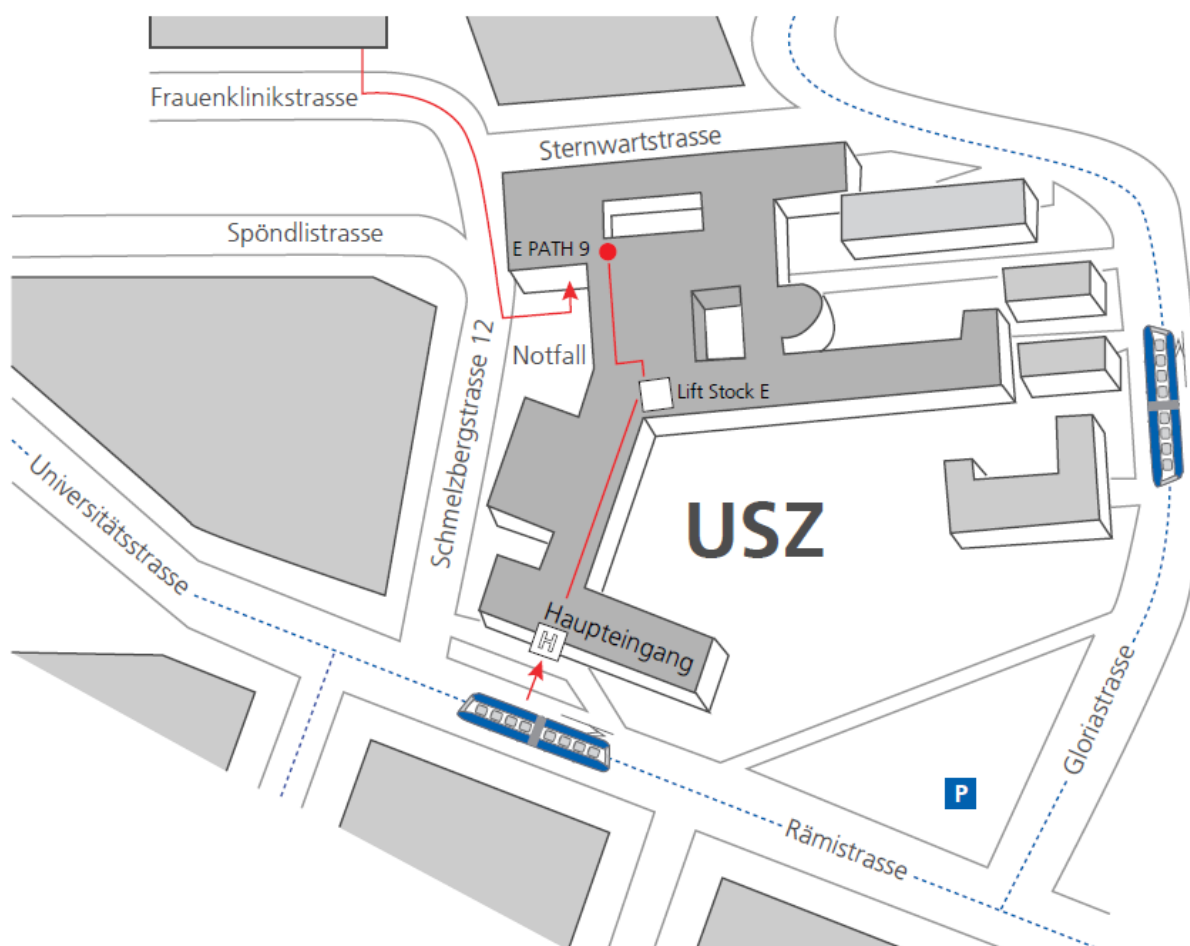 Frauenklinikstrasse
Sternwartstrasse
Spöndlistrasse
E PATH 9
Notfall
Schmelzbergstrasse 12
Lift Stock E
Universitätsstrasse
USZ
Haupteingang
H
Gloriastrasse
P
Rämistrasse